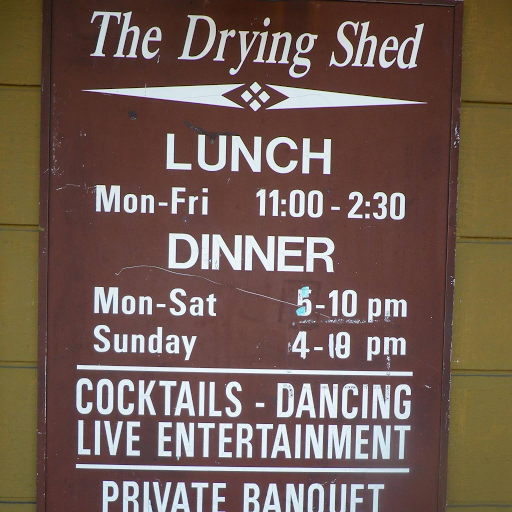 The Drying Shed
LUNCH
Mon-Fri 11:00 - 2:30
DINNER
Mon-Sat 5-10 pm
Sunday 4-10 pm
COCKTAILS - DANCING
LIVE ENTERTAINMENT
PRIVATE BANQUET